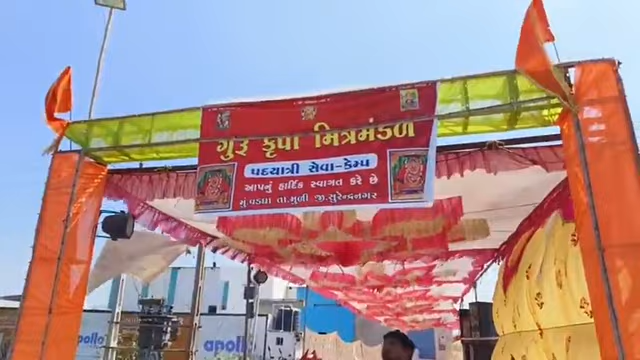 ગુરૂ કૃપા મિત્રમંડળ
પદયાત્રી સેવા-કેમ્પ
આપનું હાર્દિક સ્વાગત કરે છે
મુ.વડધ્રા તા.મુળી જી.સુરેન્દ્રનગર
apollo
apollo